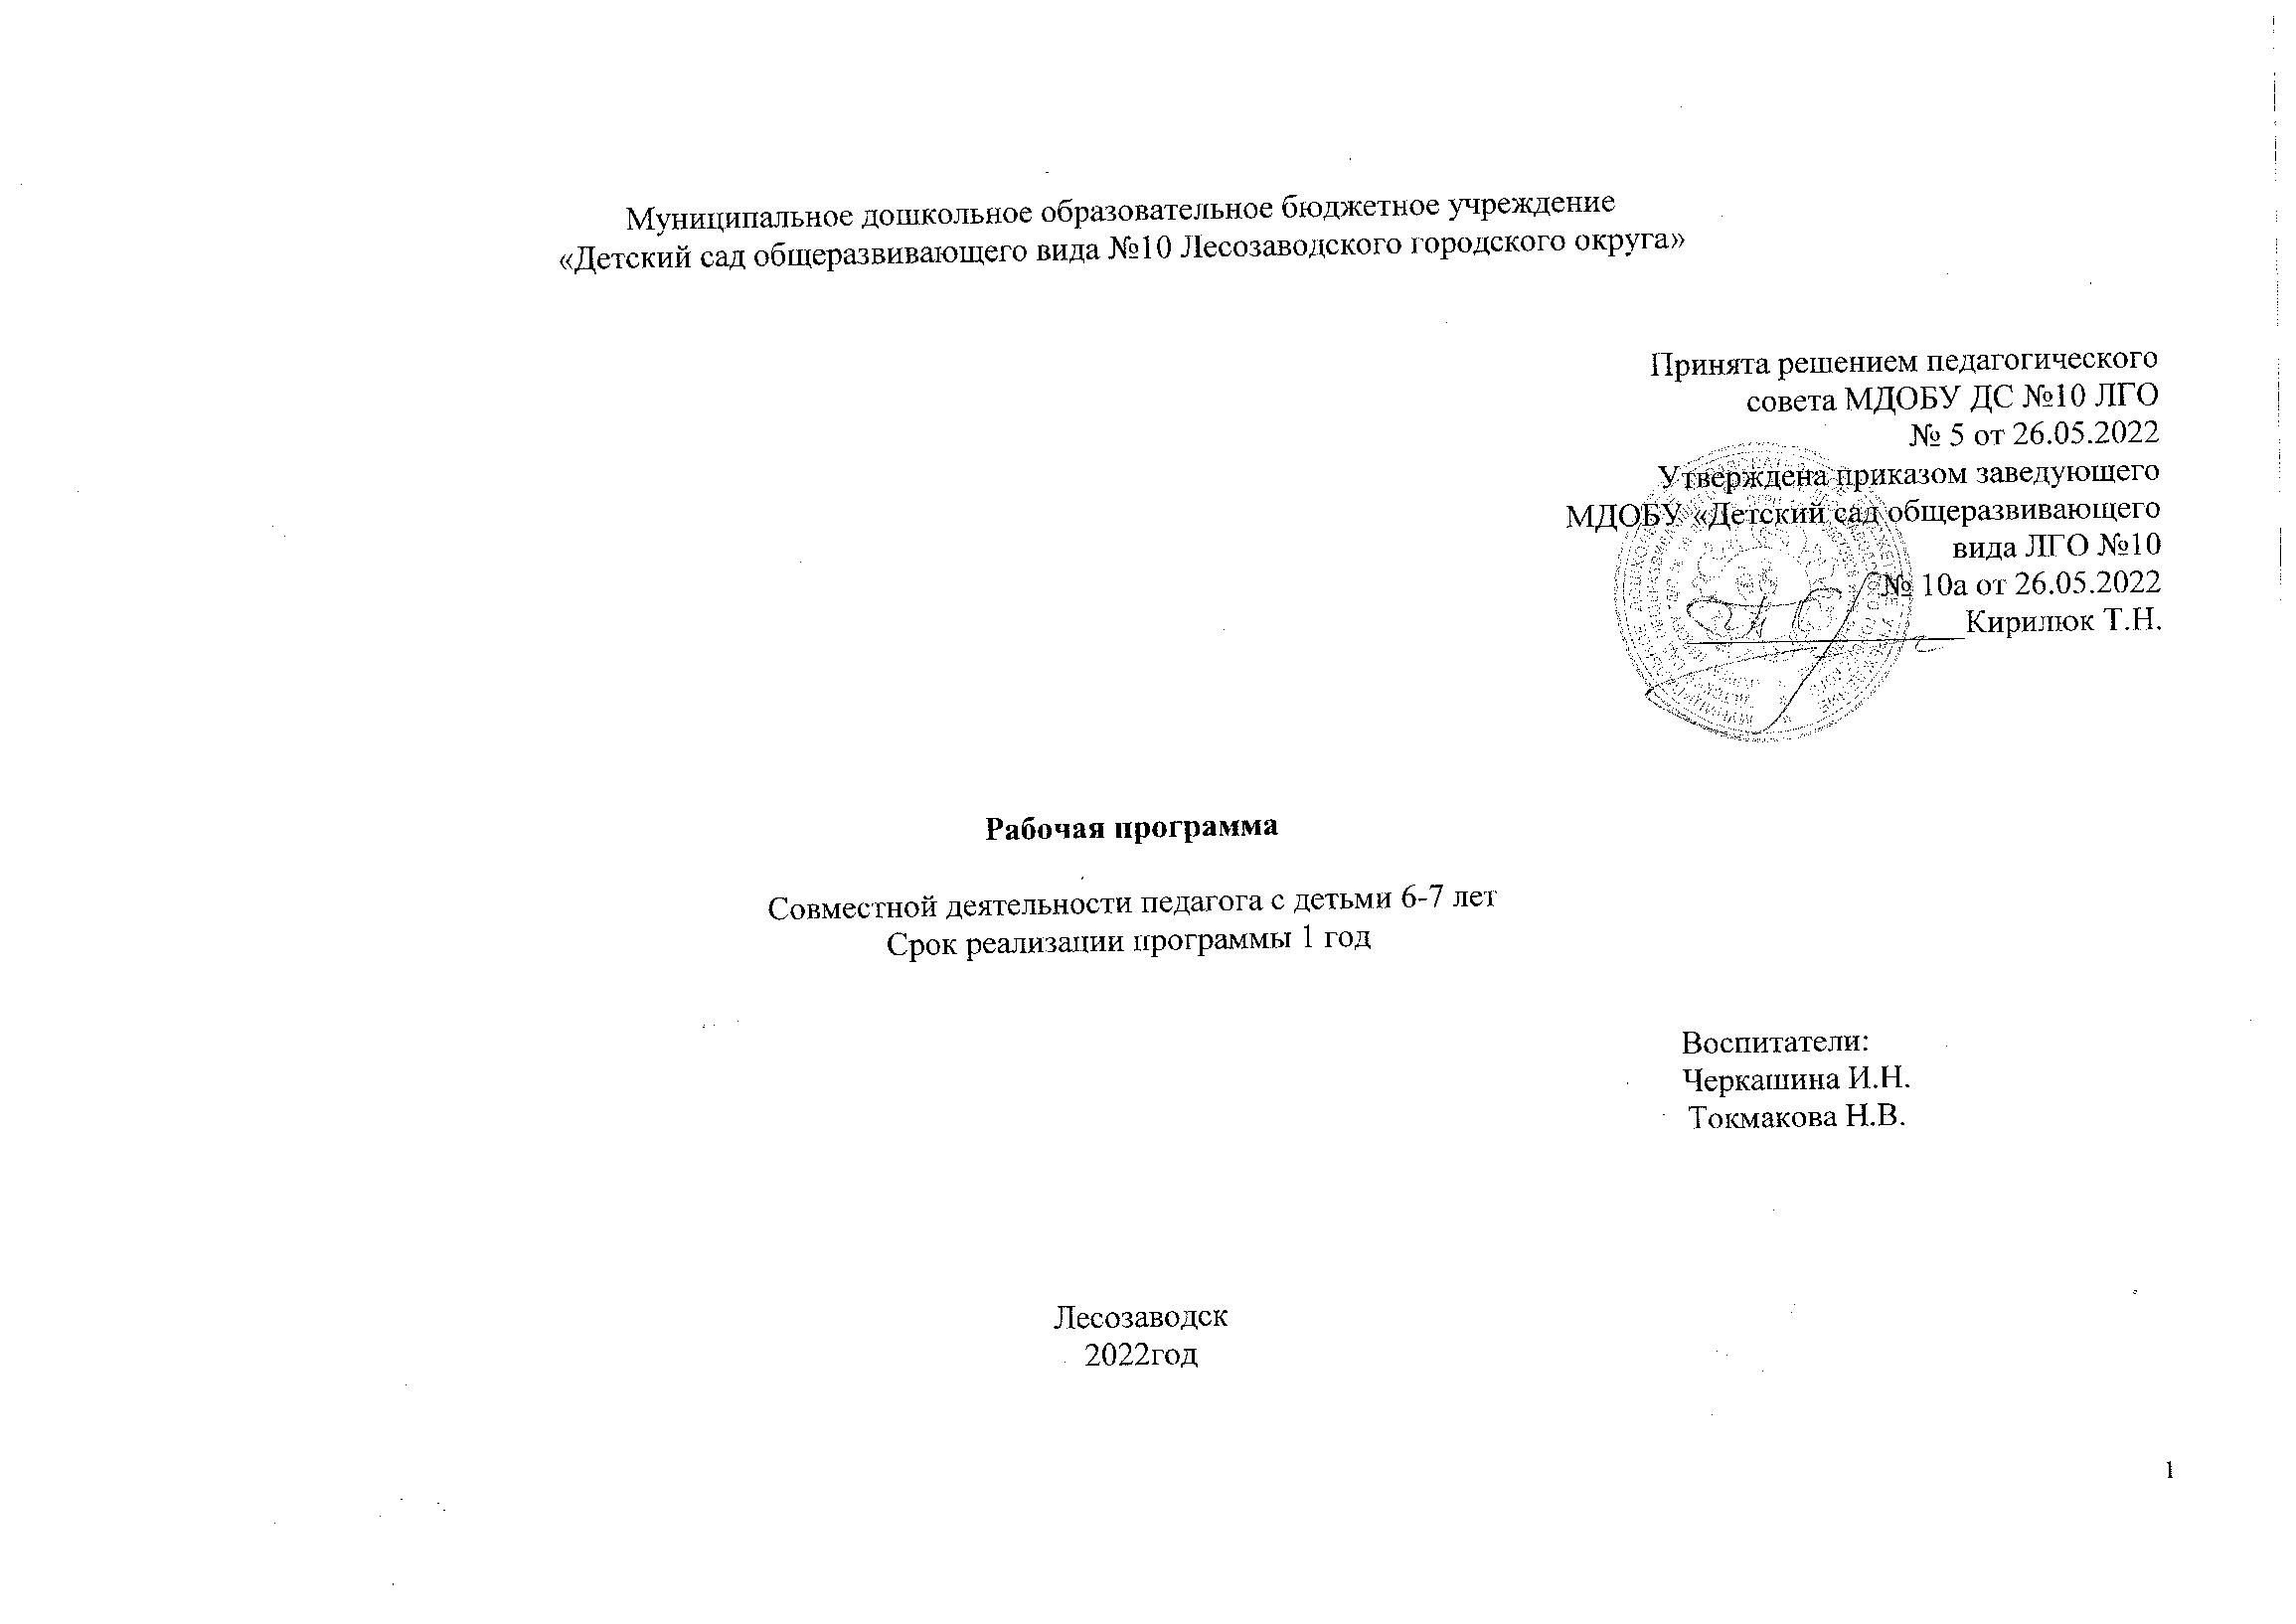 Муниципальное дошкольное образовательное бюджетное учреждение
«Детский сад общеразвивающего вида №10 Лесозаводского городского округа»
Принята решением педагогического
совета МДОБУ ДС №10 ЛГО
№ 5 от 26.05.2022
Утверждена приказом заведующего
МДОБУ «Детский сад общеразвивающего
вида ЛГО №10
№ 10а от 26.05.2022
Кирилюк Т.Н.
Рабочая программа
Совместной деятельности педагога с детьми 6-7 лет
Срок реализации программы 1 год
Воспитатели:
Черкашина И.Н.
Токмакова Н.В.
Лесозаводск
2022год
1